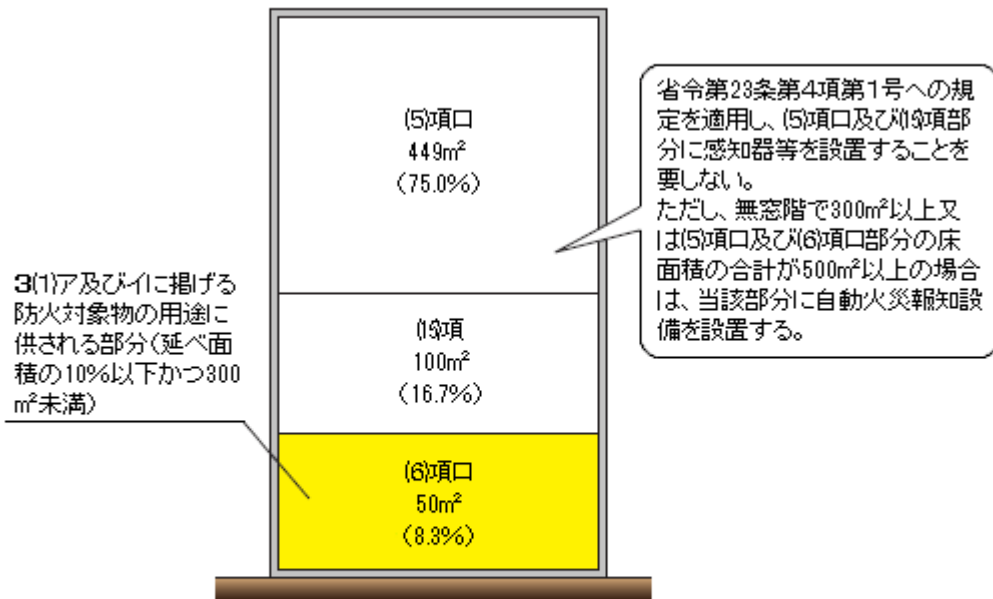 (5)項ロ
449m²
(75.0%)
省令第23条第4項第1号への規
定を適用し、(5)項ロ及び(15)項部
分に感知器等を設置することを
要しない。
ただし、無窓階で300m²以上又
は(5)項ロ及び(6)項ロ部分の床
面積の合計が500m²以上の場合
は、当該部分に自動火災報知設
備を設置する。
3(1)ア及びイに掲げる
防火対象物の用途に
供される部分(延べ面
積の10%以下かつ300
m²未満)
(15)項
100m²
(16.7%)
(6)項ロ
50m²
(8.3%)